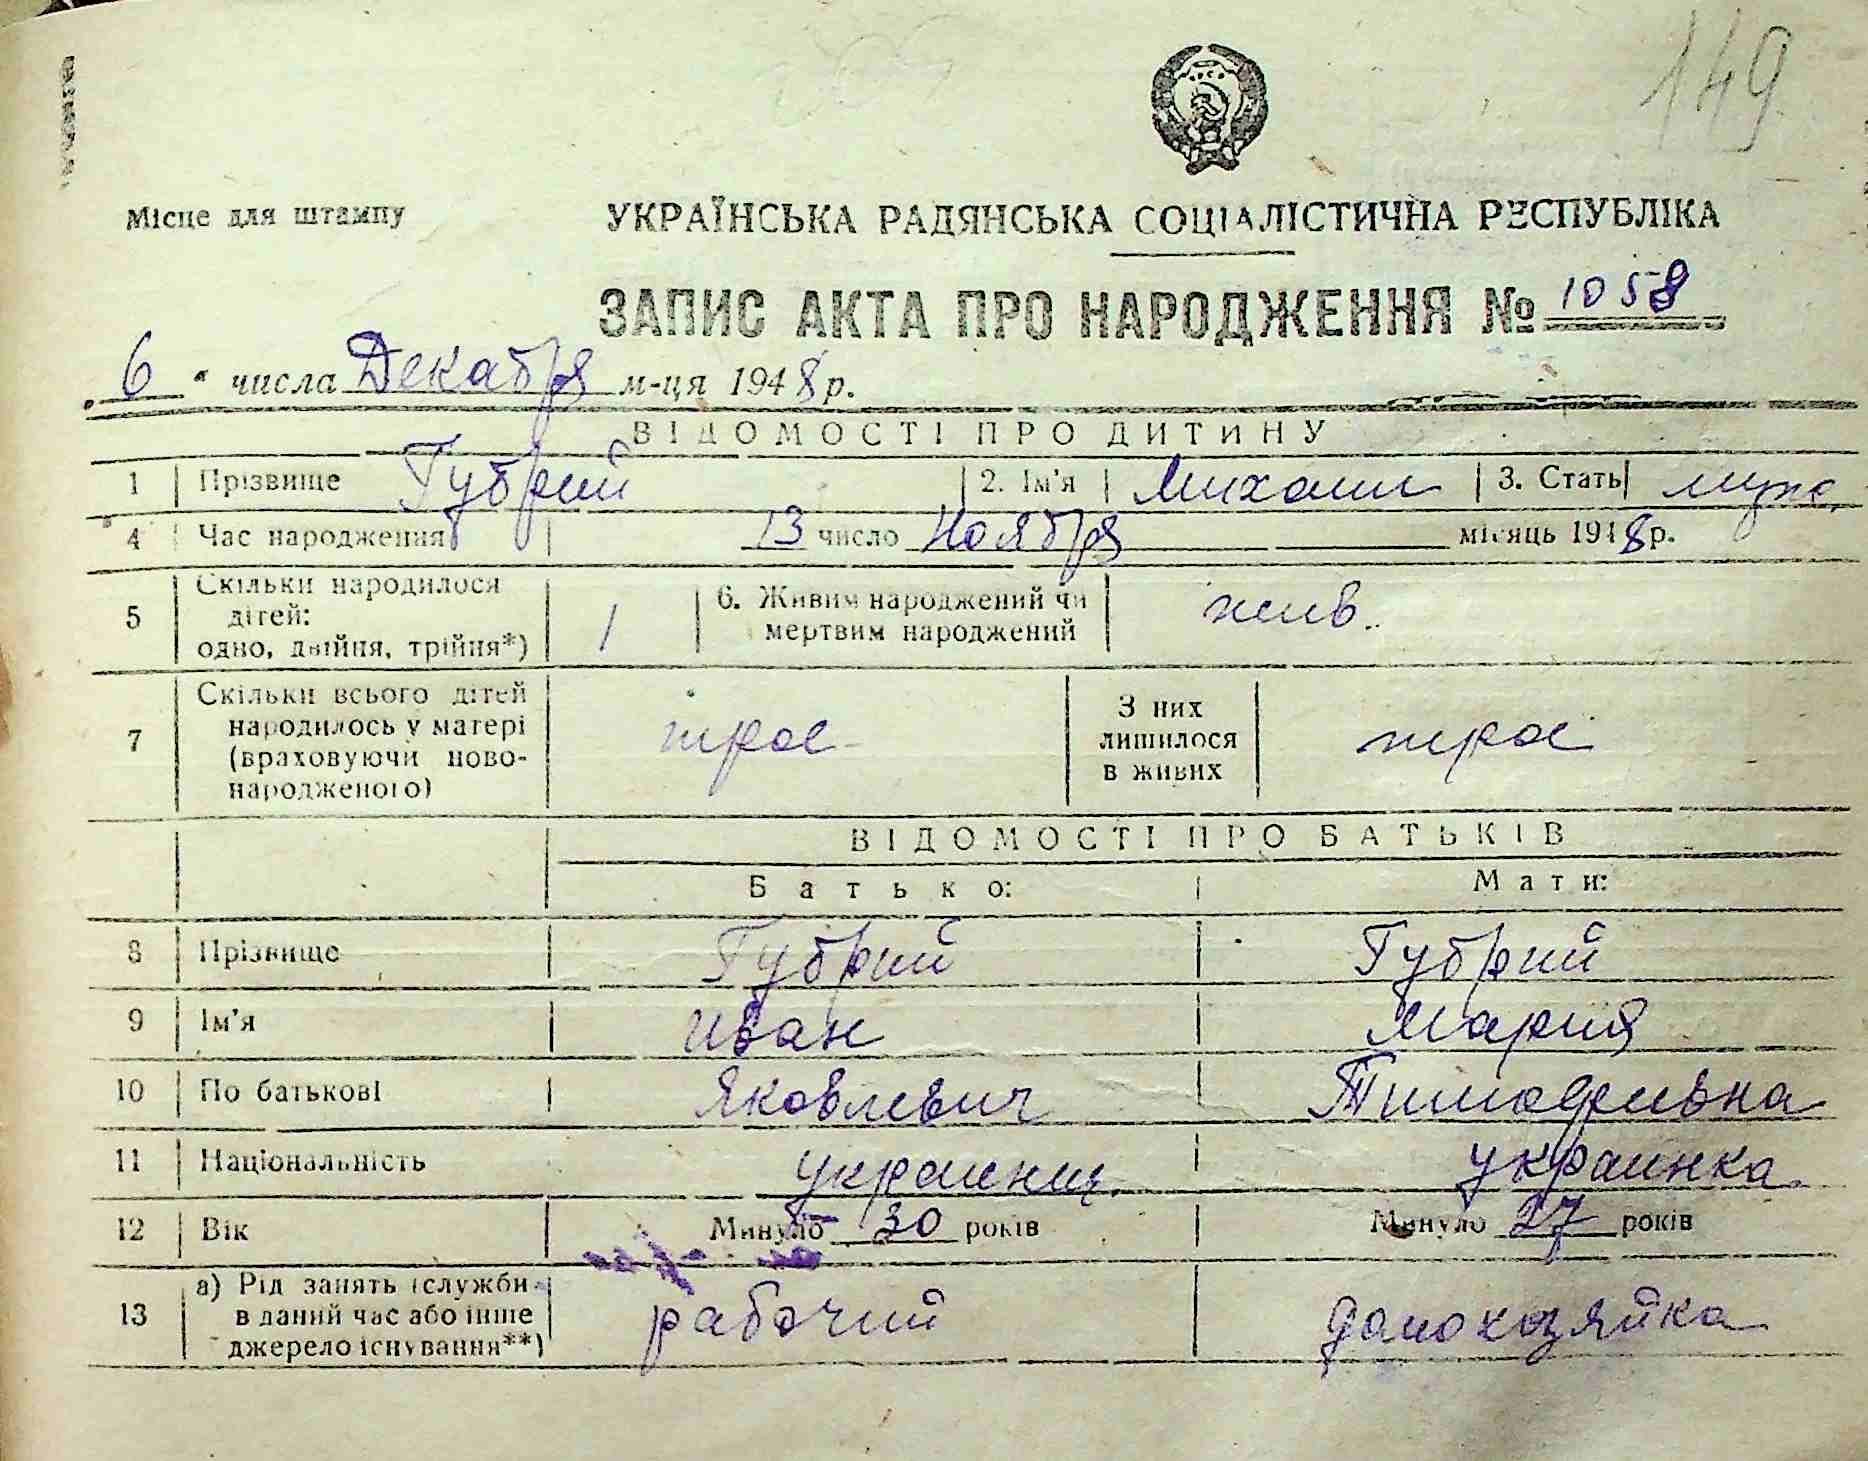 149
Місце для штампу
УКРАЇНСЬКА РАДЯНСЬКА СОЦІАЛІСТИЧНА РЕСПУБЛІКА
ЗАПИС АКТА ПРО НАРОДЖЕННЯ № 1058
„ 6 “ числа Декабря м-ця 1948 р.
ВІДОМОСТІ ПРО ДИТИНУ
1 Прізвище Губрий 2. Ім'я Михаил 3. Стать муж.
4 Час народження 13 число Ноября місяць 1948 р.
5 Скільки народилося дітей: одно, двійня, трійня*) 1 6. Живим народжений чи мертвим народжений жив.
7 Скільки всього дітей народилось у матері (враховуючи новонародженого) трое З них лишилося в живих трое
ВІДОМОСТІ ПРО БАТЬКІВ
Батько: Мати:
8 Прізвище Губрий Губрий
9 Ім'я Иван Мария
10 По батькові Яковлевич Тимофеевна
11 Національність украинец. украинка
12 Вік Минуло 30 років Минуло 27 років
13 а) Рід занять (служби в даний час або інше джерело існування**) рабочий домохозяйка